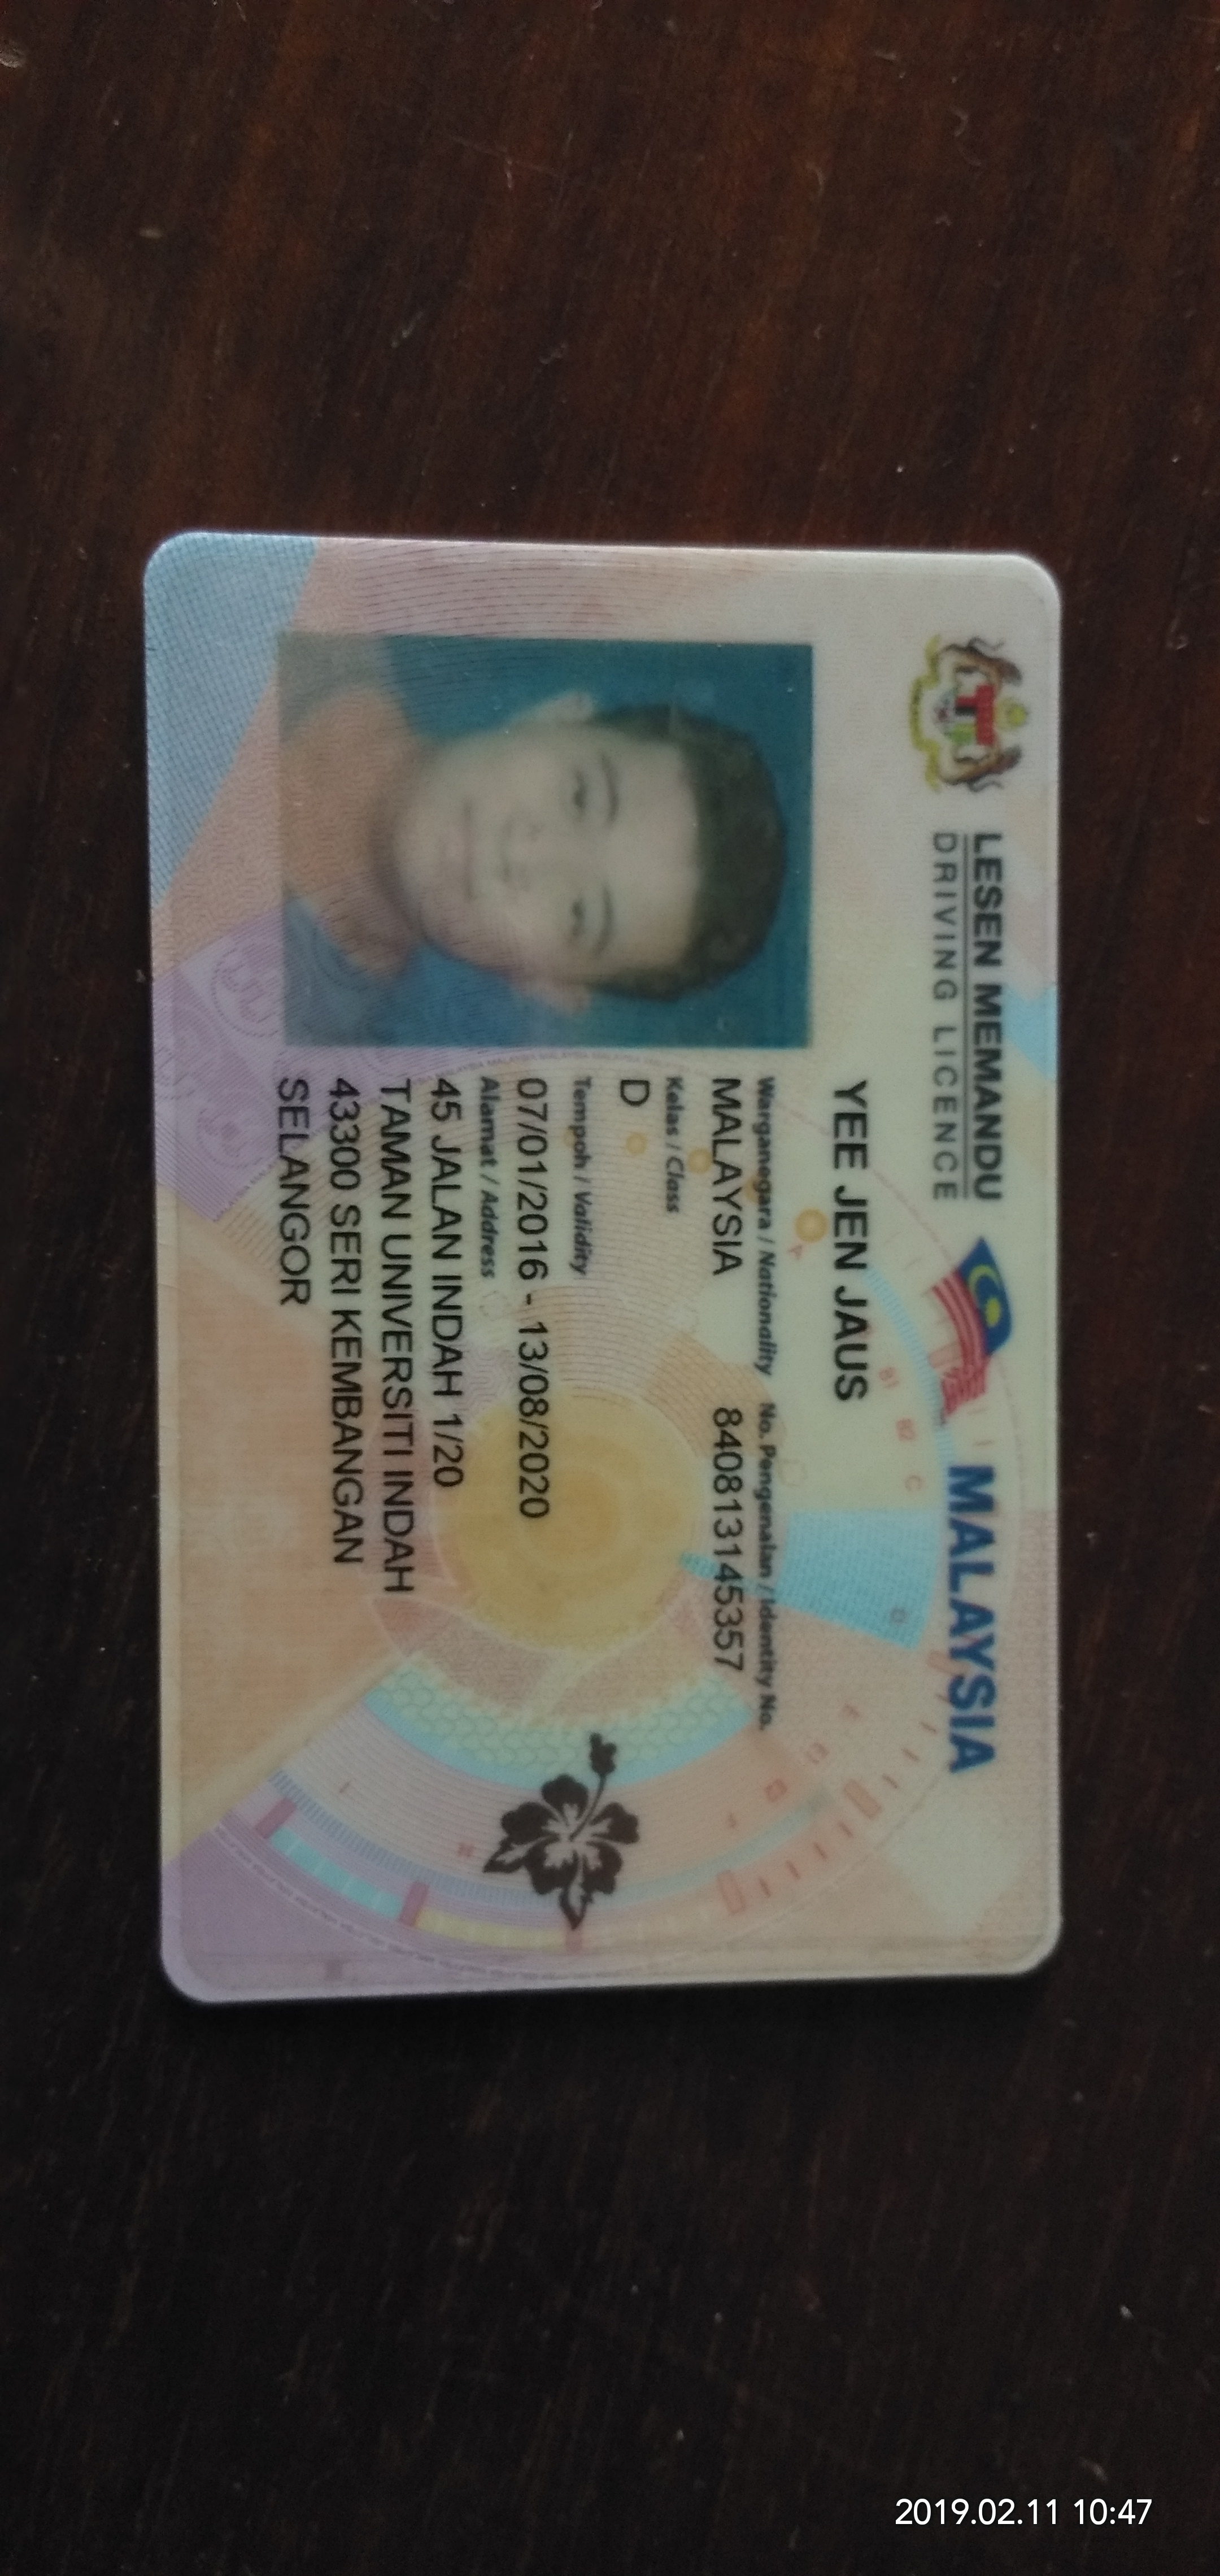 LESEN MEMANDU
DRIVING LICENCE
MALAYSIA
YEE JEN JAUS
Warganegara / Nationality No. Pengenalan / Identity No.
MALAYSIA 840813145357
Kelas / Class
D
Tempoh / Validity
07/01/2016 - 13/08/2020
Alamat / Address
45 JALAN INDAH 1/20
TAMAN UNIVERSITI INDAH
43300 SERI KEMBANGAN
SELANGOR
2019.02.11 10:47